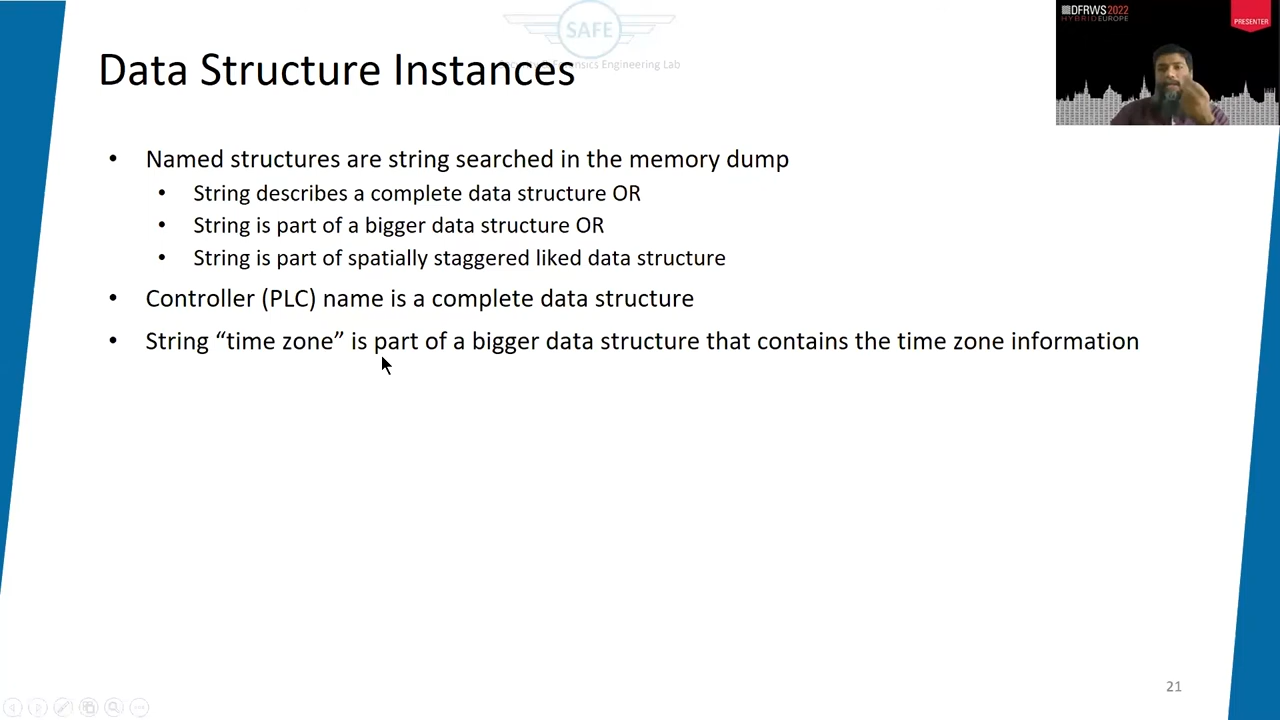 SAFE
Engineering Lab
Data Structure Instances
DFRWS 2022
HYBRID EUROPE
PRESENTER
• Named structures are string searched in the memory dump
• String describes a complete data structure OR
• String is part of a bigger data structure OR
• String is part of spatially staggered liked data structure
• Controller (PLC) name is a complete data structure
• String “time zone” is part of a bigger data structure that contains the time zone information
21